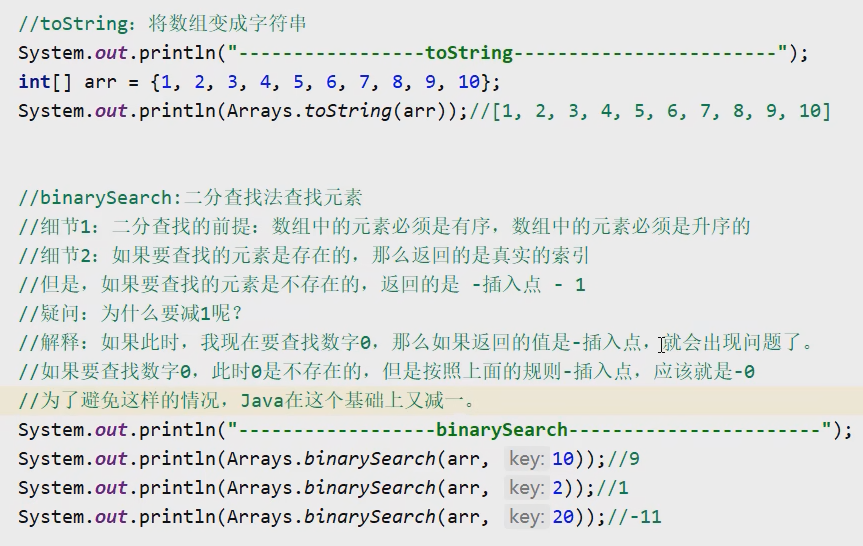 //toString：将数组变成字符串
System.out.println("-----------------toString------------------------");
int[] arr = {1, 2, 3, 4, 5, 6, 7, 8, 9, 10};
System.out.println(Arrays.toString(arr));//[1, 2, 3, 4, 5, 6, 7, 8, 9, 10]
//binarySearch:二分查找法查找元素
//细节1：二分查找的前提：数组中的元素必须是有序，数组中的元素必须是升序的
//细节2：如果要查找的元素是存在的，那么返回的是真实的索引
//但是，如果要查找的元素是不存在的，返回的是 -插入点 - 1
//疑问：为什么要减1呢？
//解释：如果此时，我现在要查找数字0，那么如果返回的值是-插入点，就会出现问题了。
//如果要查找数字0，此时0是不存在的，但是按照上面的规则-插入点，应该就是-0
//为了避免这样的情况，Java在这个基础上又减一。
System.out.println("------------------binarySearch-----------------------");
System.out.println(Arrays.binarySearch(arr, key: 10));//9
System.out.println(Arrays.binarySearch(arr, key: 2));//1
System.out.println(Arrays.binarySearch(arr, key: 20));//-11